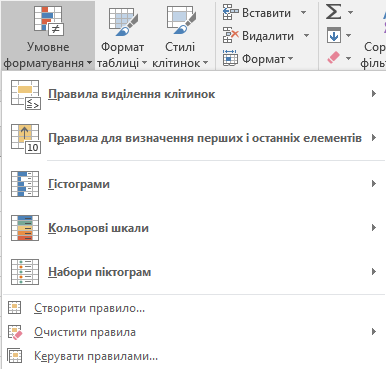 Умовне форматування
Формат таблиці
Стилі клітинок
Вставити
Видалити
Формат
Сор
фільт
Правила виділення клітинок
Правила для визначення перших і останніх елементів
10
Гістограми
Кольорові шкали
Набори піктограм
Створити правило...
Очистити правила
Керувати правилами...